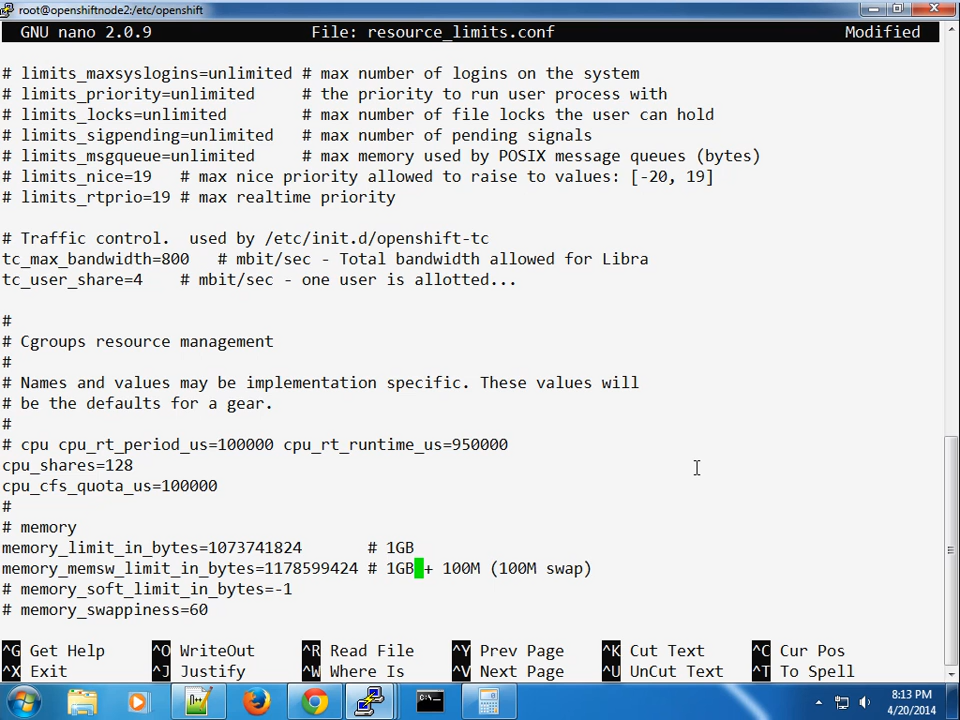 root@openshiftnode2:/etc/openshift
GNU nano 2.0.9 File: resource_limits.conf Modified
# limits_maxsyslogins=unlimited # max number of logins on the system
# limits_priority=unlimited # the priority to run user process with
# limits_locks=unlimited # max number of file locks the user can hold
# limits_sigpending=unlimited # max number of pending signals
# limits_msgqueue=unlimited # max memory used by POSIX message queues (bytes)
# limits_nice=19 # max nice priority allowed to raise to values: [-20, 19]
# limits_rtprio=19 # max realtime priority
# Traffic control. used by /etc/init.d/openshift-tc
tc_max_bandwidth=800 # mbit/sec - Total bandwidth allowed for Libra
tc_user_share=4 # mbit/sec - one user is allotted...
#
# Cgroups resource management
#
# Names and values may be implementation specific. These values will
# be the defaults for a gear.
#
# cpu cpu_rt_period_us=100000 cpu_rt_runtime_us=950000
cpu_shares=128
cpu_cfs_quota_us=100000
#
# memory
memory_limit_in_bytes=1073741824 # 1GB
memory_memsw_limit_in_bytes=1178599424 # 1GB + 100M (100M swap)
# memory_soft_limit_in_bytes=-1
# memory_swappiness=60
^G Get Help ^O WriteOut ^R Read File ^Y Prev Page ^K Cut Text ^C Cur Pos
^X Exit ^J Justify ^W Where Is ^V Next Page ^U UnCut Text ^T To Spell
8:13 PM
4/20/2014